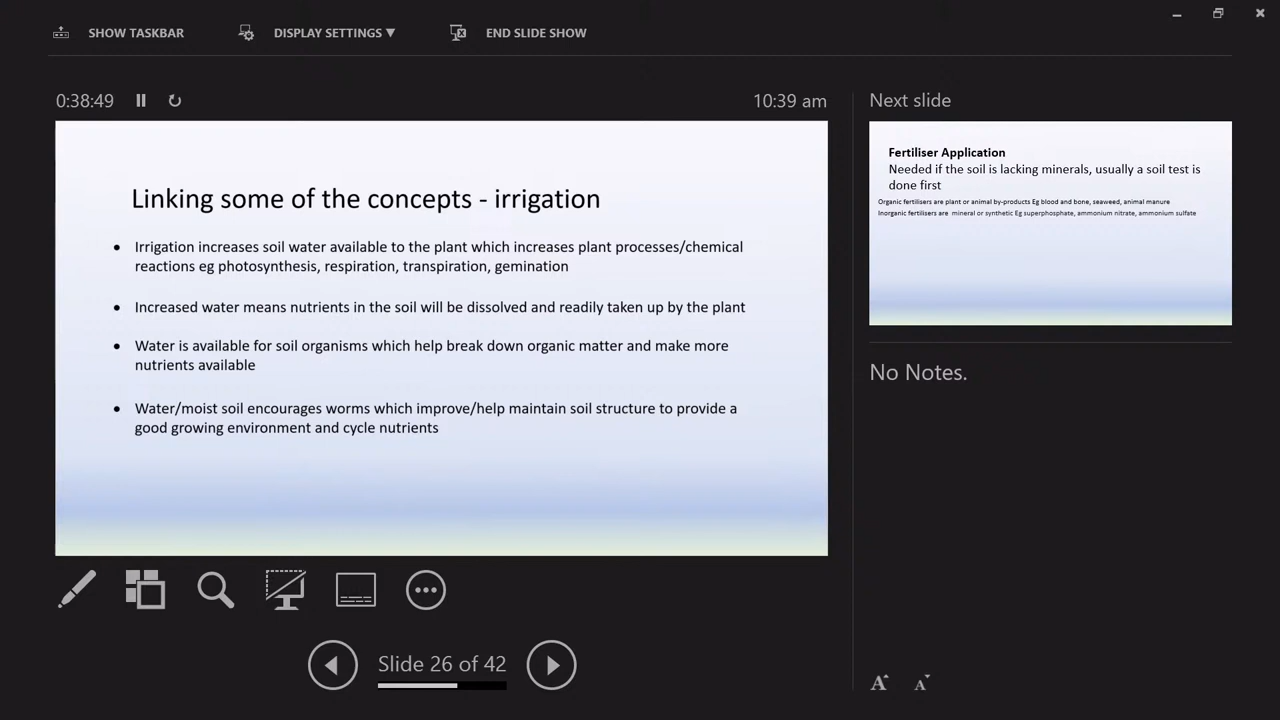 SHOW TASKBAR
DISPLAY SETTINGS ▼
END SLIDE SHOW
0:38:49
10:39 am
Linking some of the concepts - irrigation
• Irrigation increases soil water available to the plant which increases plant processes/chemical
reactions eg photosynthesis, respiration, transpiration, gemination
• Increased water means nutrients in the soil will be dissolved and readily taken up by the plant
• Water is available for soil organisms which help break down organic matter and make more
nutrients available
• Water/moist soil encourages worms which improve/help maintain soil structure to provide a
good growing environment and cycle nutrients
Slide 26 of 42
Next slide
Fertiliser Application
Needed if the soil is lacking minerals, usually a soil test is
done first
Organic fertilisers are plant or animal by-products Eg blood and bone, seaweed, animal manure
Inorganic fertilisers are mineral or synthetic Eg superphosphate, ammonium nitrate, ammonium sulfate
No Notes.
A A